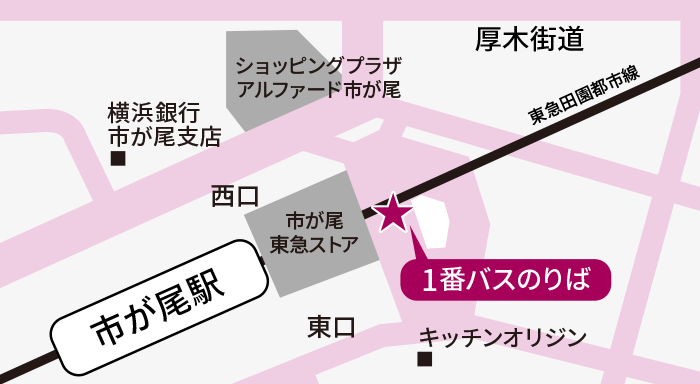 厚木街道
ショッピングプラザ
アルファード市が尾
東急田園都市線
横浜銀行
市が尾支店
西口
市が尾
東急ストア
1番バスのりば
市が尾駅
東口
キッチンオリジン